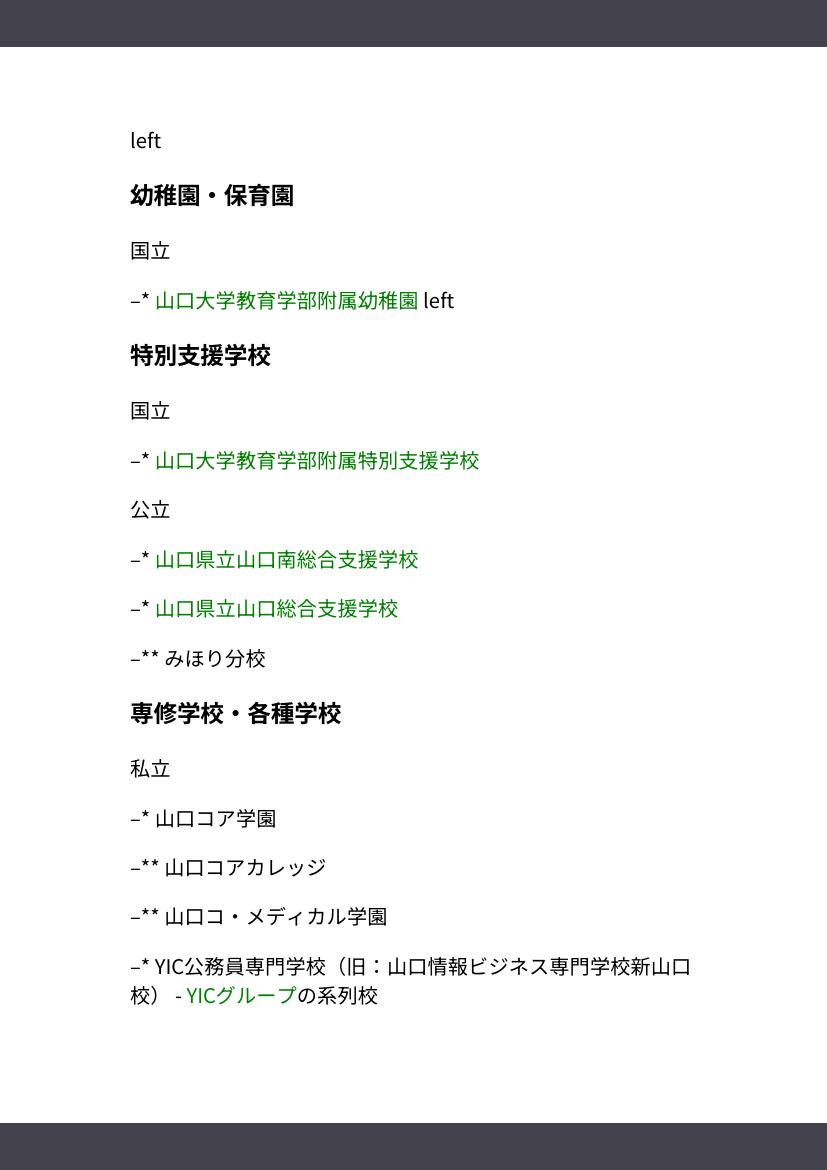 left
幼稚園・保育園
国立
–* 山口大学教育学部附属幼稚園 left
特別支援学校
国立
–* 山口大学教育学部附属特別支援学校
公立
–* 山口県立山口南総合支援学校
–* 山口県立山口総合支援学校
–** みほり分校
専修学校・各種学校
私立
–* 山口コア学園
–** 山口コアカレッジ
–** 山口コ・メディカル学園
–* YIC公務員専門学校（旧：山口情報ビジネス専門学校新山口
校） - YICグループの系列校